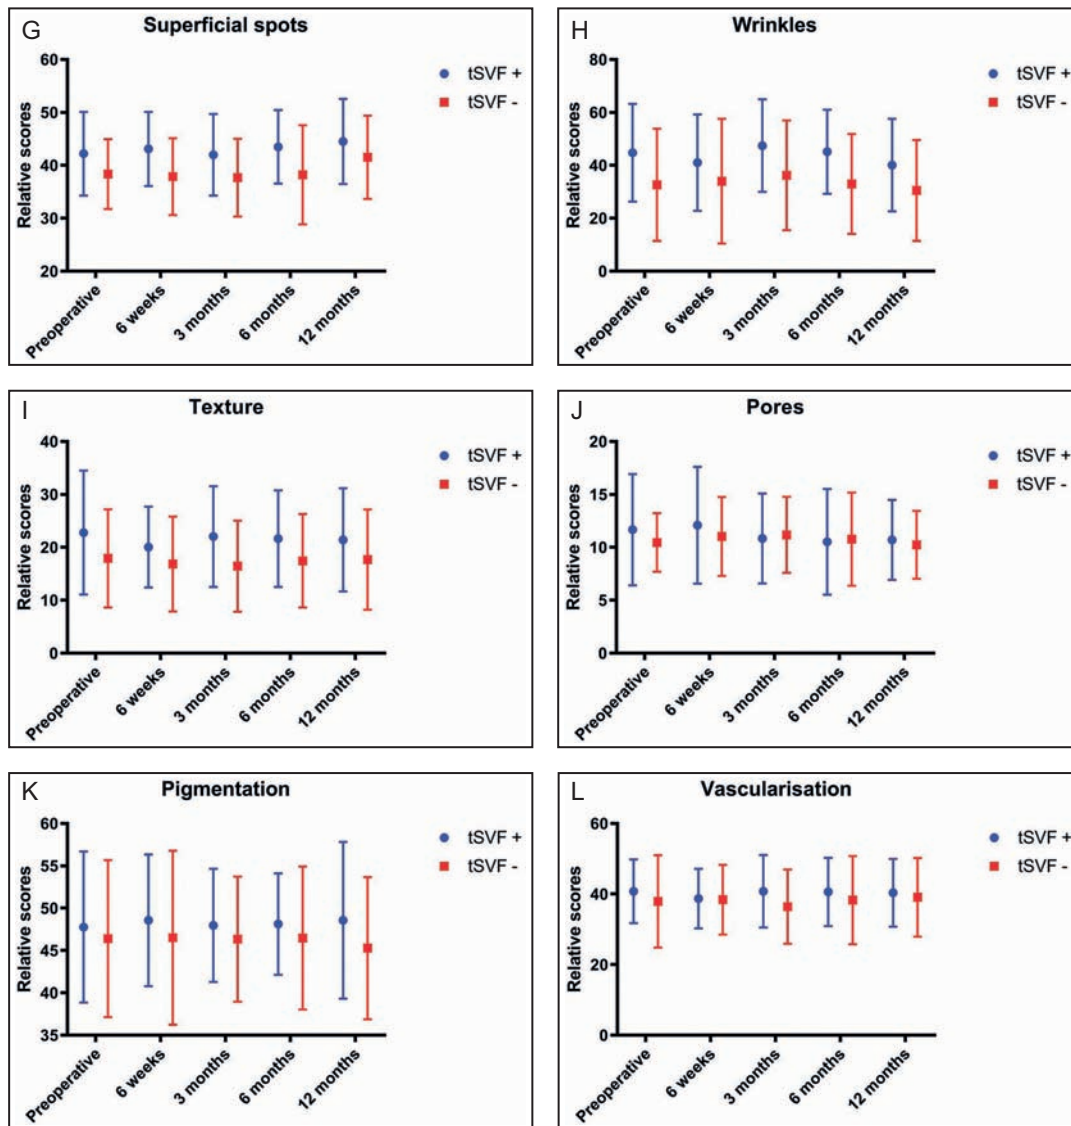 G
Superficial spots
60
50
40
30
20
Relative scores
Preoperative
6 weeks
3 months
6 months
12 months
tSVF +
tSVF -
H
Wrinkles
80
60
40
20
0
Relative scores
Preoperative
6 weeks
3 months
6 months
12 months
tSVF +
tSVF -
I
Texture
40
30
20
10
0
Relative scores
Preoperative
6 weeks
3 months
6 months
12 months
tSVF +
tSVF -
J
Pores
20
15
10
5
0
Relative scores
Preoperative
6 weeks
3 months
6 months
12 months
tSVF +
tSVF -
K
Pigmentation
60
55
50
45
40
35
Relative scores
Preoperative
6 weeks
3 months
6 months
12 months
tSVF +
tSVF -
L
Vascularisation
60
40
20
0
Relative scores
Preoperative
6 weeks
3 months
6 months
12 months
tSVF +
tSVF -